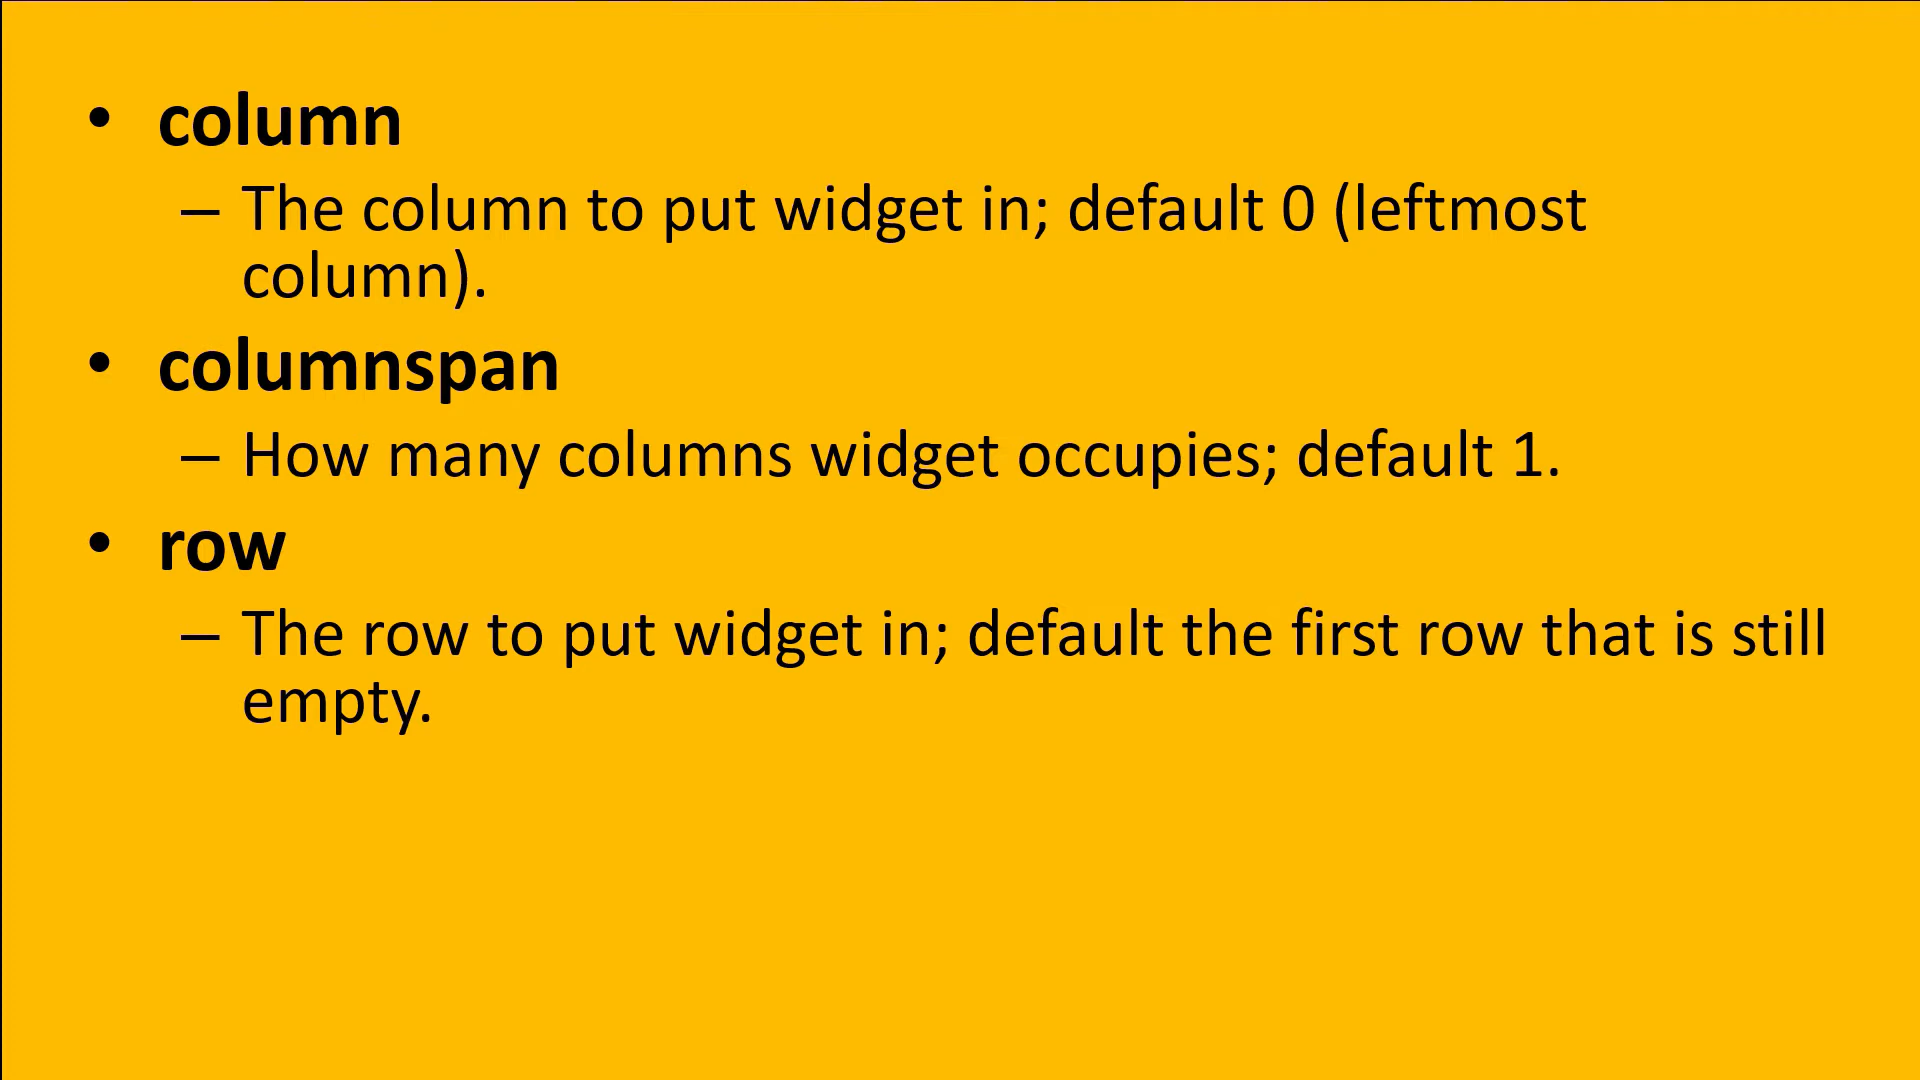 • column
– The column to put widget in; default 0 (leftmost
column).
• columnspan
– How many columns widget occupies; default 1.
• row
– The row to put widget in; default the first row that is still
empty.